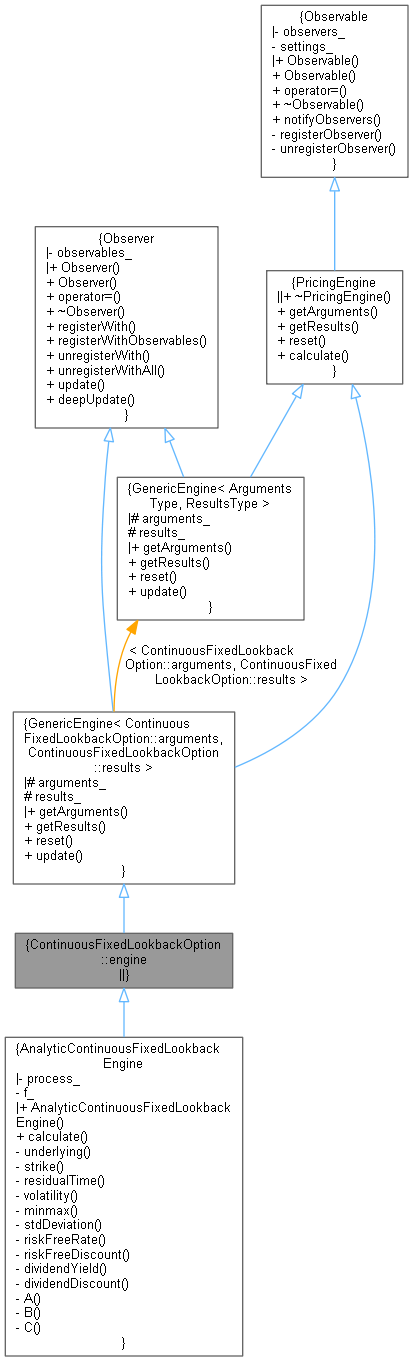 {Observable
|- observers_
- settings_
|+ Observable()
+ Observable()
+ operator=()
+ ~Observable()
+ notifyObservers()
- registerObserver()
- unregisterObserver()
}
{Observer
|- observables_
|+ Observer()
+ Observer()
+ operator=()
+ ~Observer()
+ registerWith()
+ registerWithObservables()
+ unregisterWith()
+ unregisterWithAll()
+ update()
+ deepUpdate()
}
{PricingEngine
||+ ~PricingEngine()
+ getArguments()
+ getResults()
+ reset()
+ calculate()
}
{GenericEngine< Arguments
Type, ResultsType >
|# arguments_
# results_
|+ getArguments()
+ getResults()
+ reset()
+ update()
}
< ContinuousFixedLookback
Option::arguments, ContinuousFixed
LookbackOption::results >
{GenericEngine< Continuous
FixedLookbackOption::arguments,
ContinuousFixedLookbackOption
::results >
|# arguments_
# results_
|+ getArguments()
+ getResults()
+ reset()
+ update()
}
{ContinuousFixedLookbackOption
::engine
||}
{AnalyticContinuousFixedLookback
Engine
|- process_
- f_
|+ AnalyticContinuousFixedLookback
Engine()
+ calculate()
- underlying()
- strike()
- residualTime()
- volatility()
- minmax()
- stdDeviation()
- riskFreeRate()
- riskFreeDiscount()
- dividendYield()
- dividendDiscount()
- A()
- B()
- C()
}